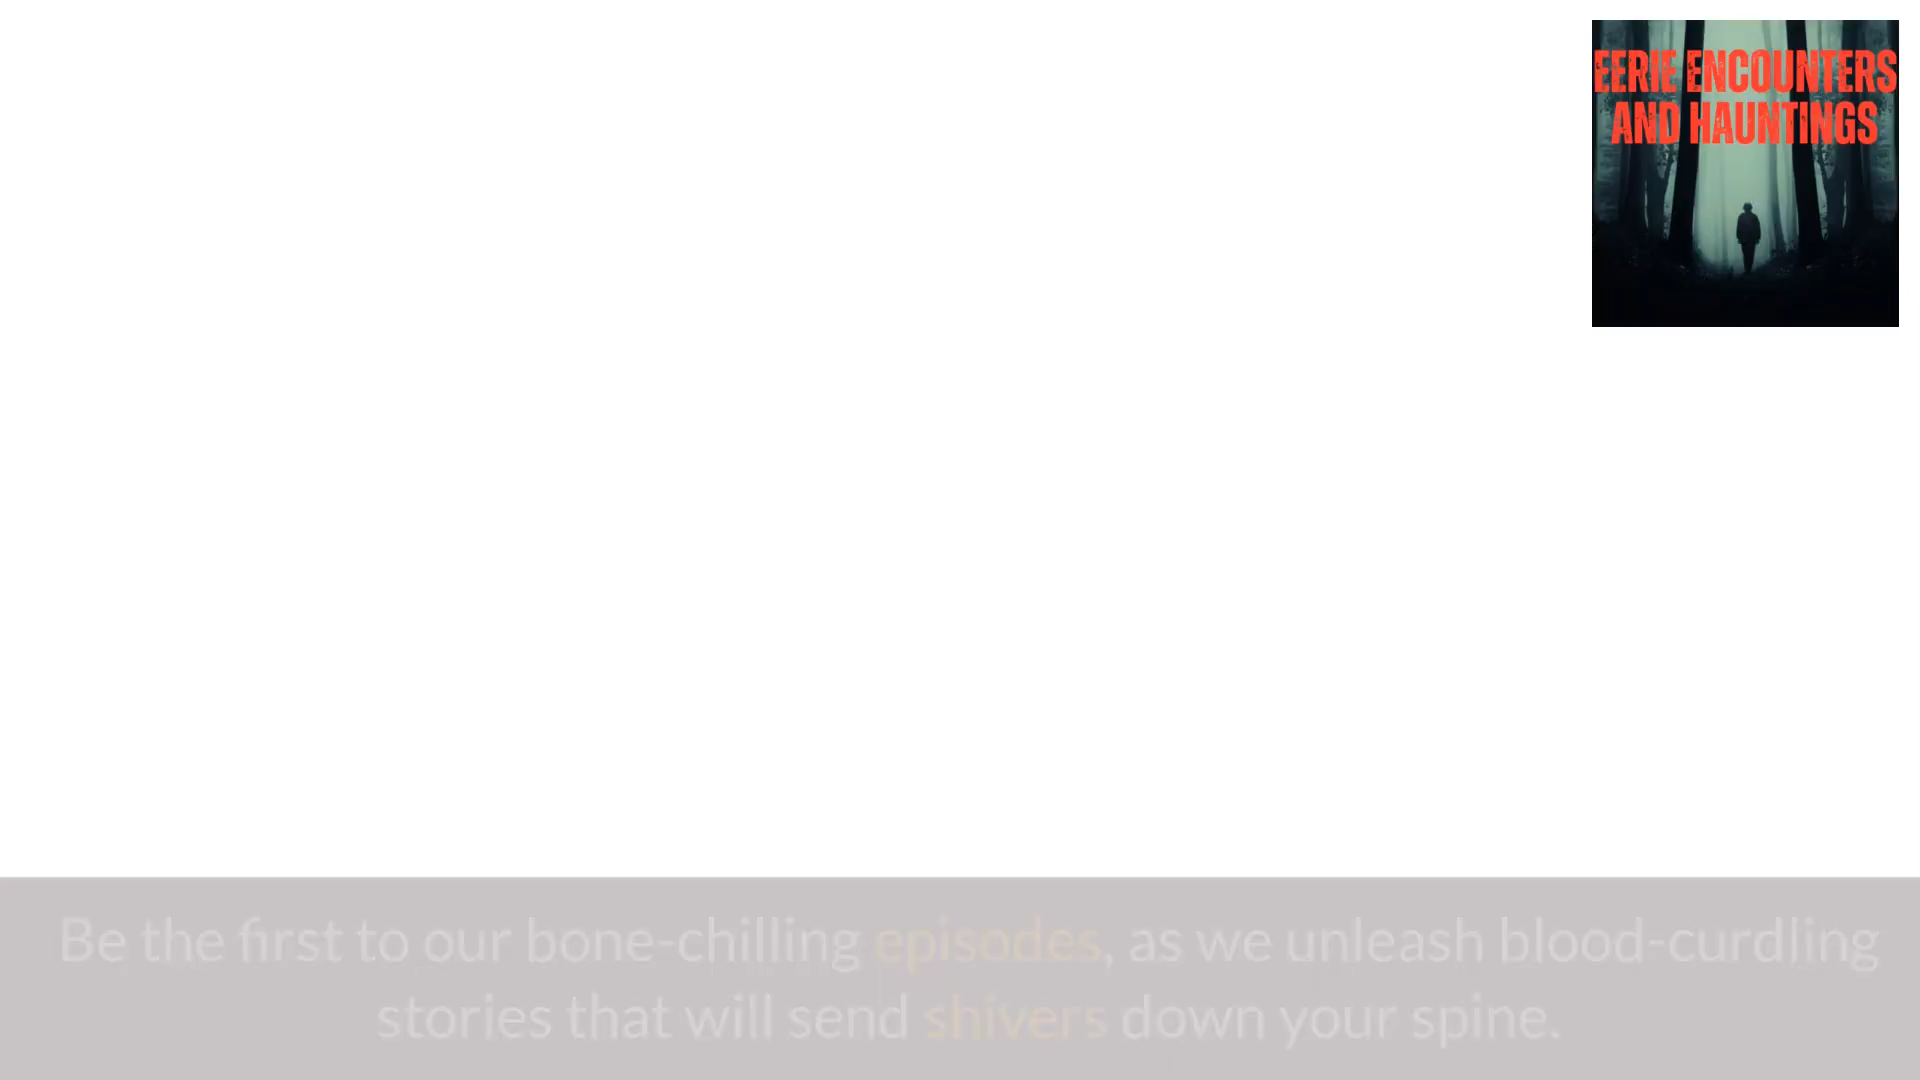 EERIE ENCOUNTERS
AND HAUNTINGS
Be the first to our bone-chilling episodes, as we unleash blood-curdling
stories that will send shivers down your spine.